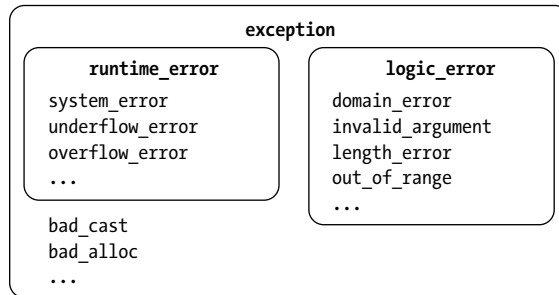 exception
runtime_error
system_error
underflow_error
overflow_error
...
logic_error
domain_error
invalid_argument
length_error
out_of_range
...
bad_cast
bad_alloc
...